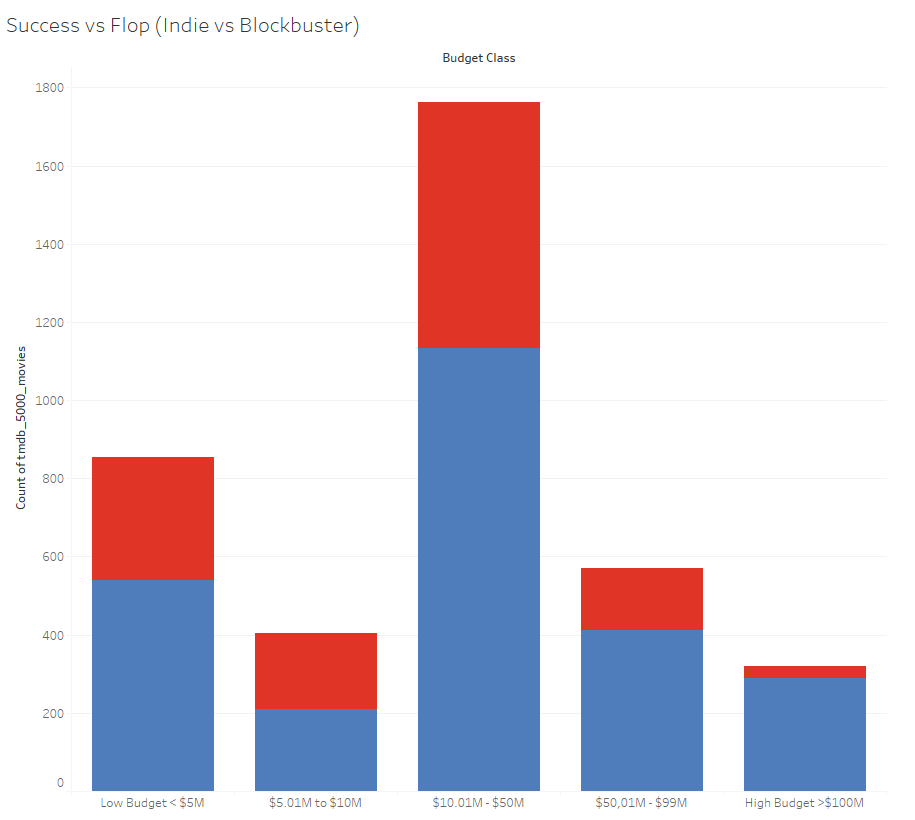 Success vs Flop (Indie vs Blockbuster)
Budget Class
1800
1600
1400
1200
1000
800
600
400
200
0
Count of tmdb_5000_movies
Low Budget < $5M
$5.01M to $10M
$10.01M - $50M
$50,01M - $99M
High Budget >$100M